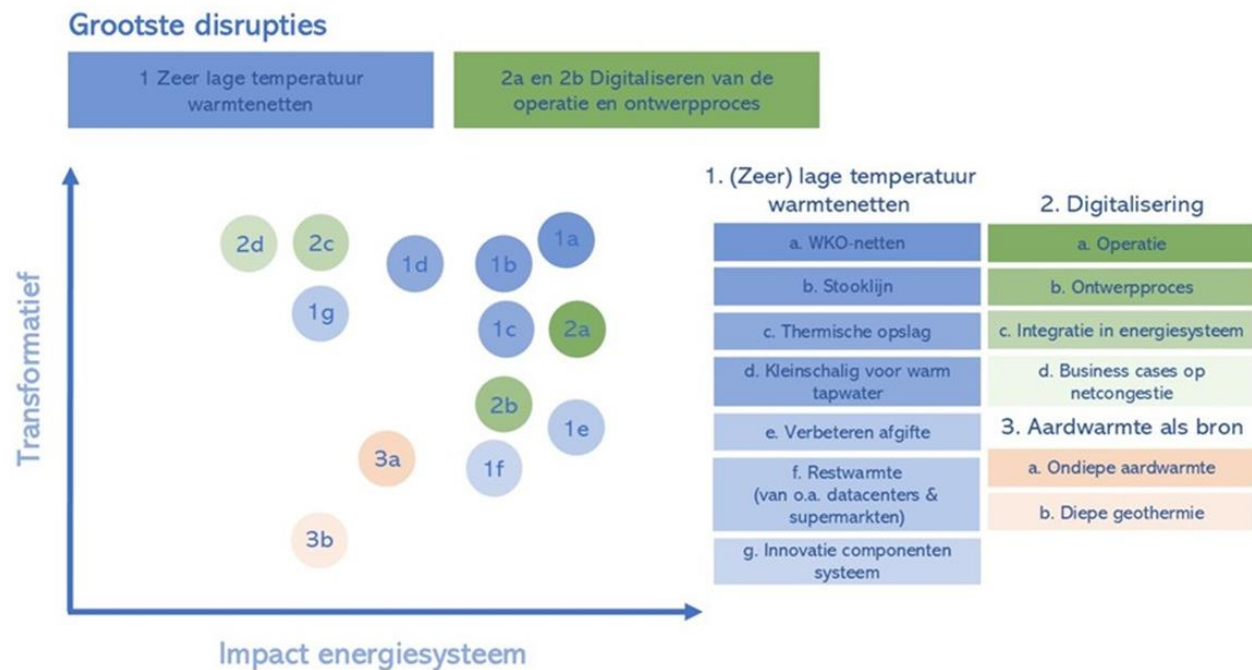 Grootste disrupties
1 Zeer lage temperatuur
warmtenetten
2a en 2b Digitaliseren van de
operatie en ontwerpproces
Transformatief
2d
2c
1d
1b
1a
1g
1c
2a
2b
1e
3a
1f
3b
Impact energiesysteem
1. (Zeer) lage temperatuur
warmtenetten
a. WKO-netten
b. Stooklijn
c. Thermische opslag
d. Kleinschalig voor warm
tapwater
e. Verbeteren afgifte
f. Restwarmte
(van o.a. datacenters &
supermarkten)
g. Innovatie componenten
systeem
2. Digitalisering
a. Operatie
b. Ontwerpproces
c. Integratie in energiesysteem
d. Business cases op
netcongestie
3. Aardwarmte als bron
a. Ondiepe aardwarmte
b. Diepe geothermie